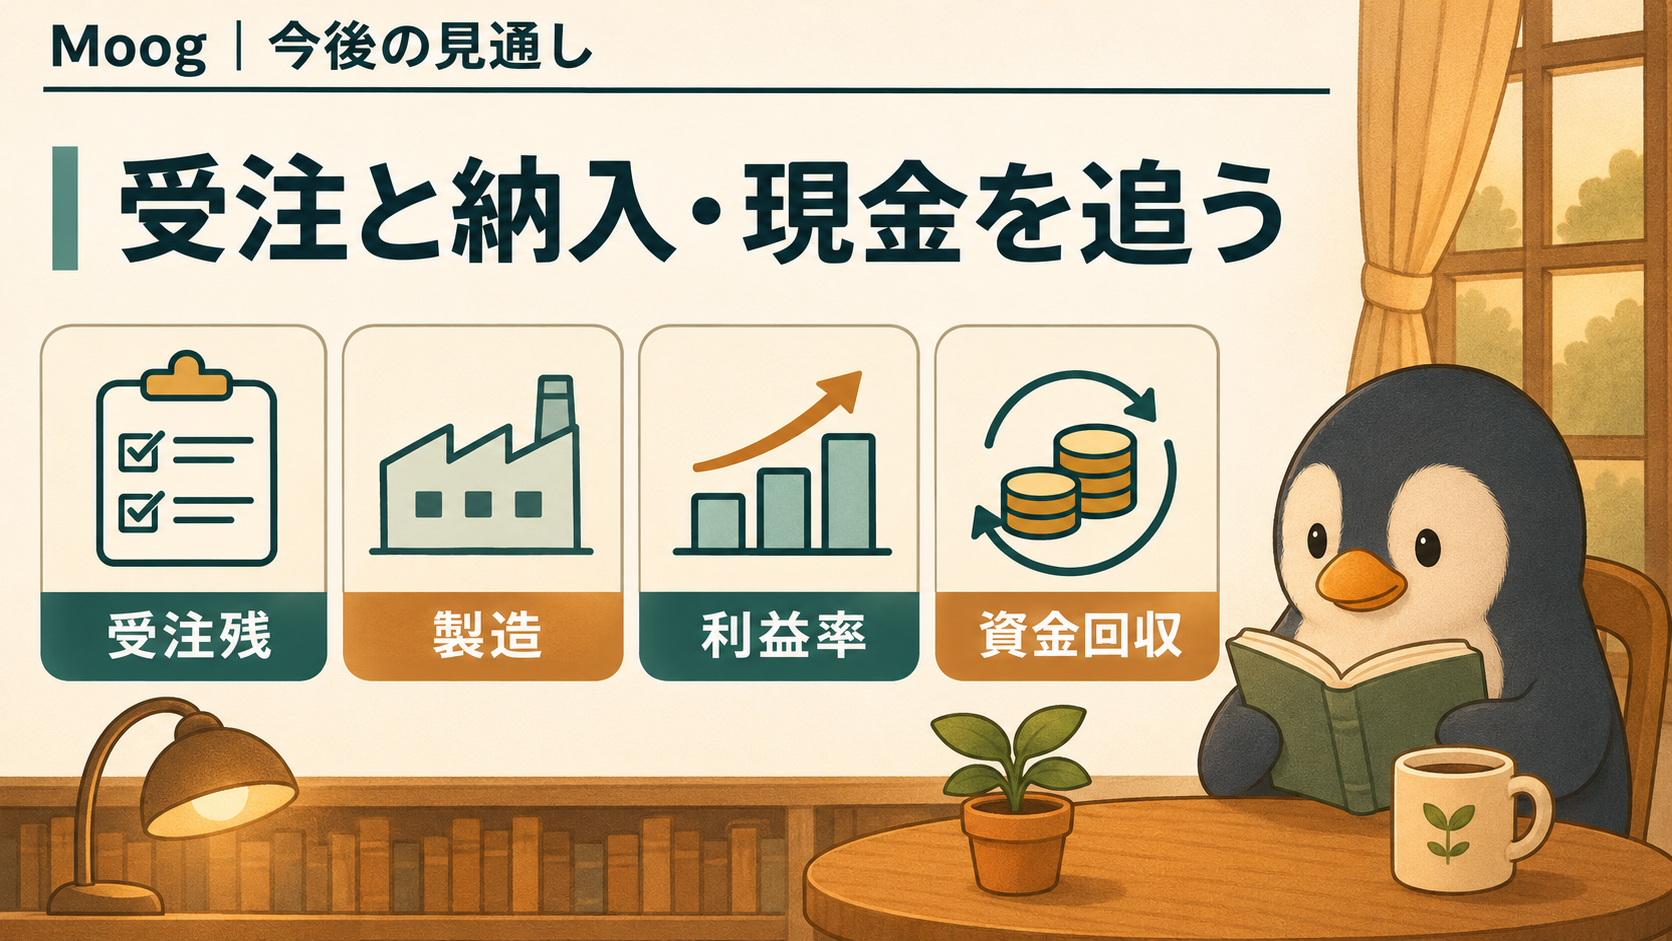 Moog｜今後の見通し
受注と納入・現金を追う
受注残
製造
利益率
資金回収